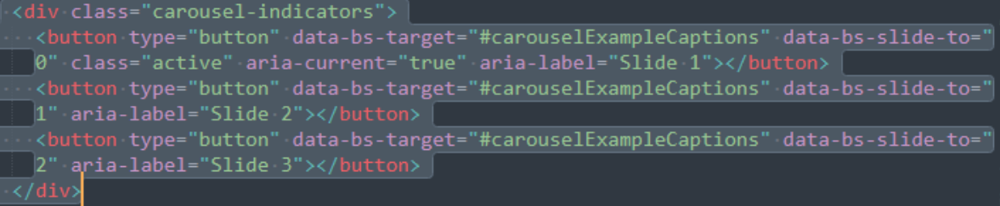 <div class="carousel-indicators">
<button type="button" data-bs-target="#carouselExampleCaptions" data-bs-slide-to="
0" class="active" aria-current="true" aria-label="Slide 1"></button>
<button type="button" data-bs-target="#carouselExampleCaptions" data-bs-slide-to="
1" aria-label="Slide 2"></button>
<button type="button" data-bs-target="#carouselExampleCaptions" data-bs-slide-to="
2" aria-label="Slide 3"></button>
</div>